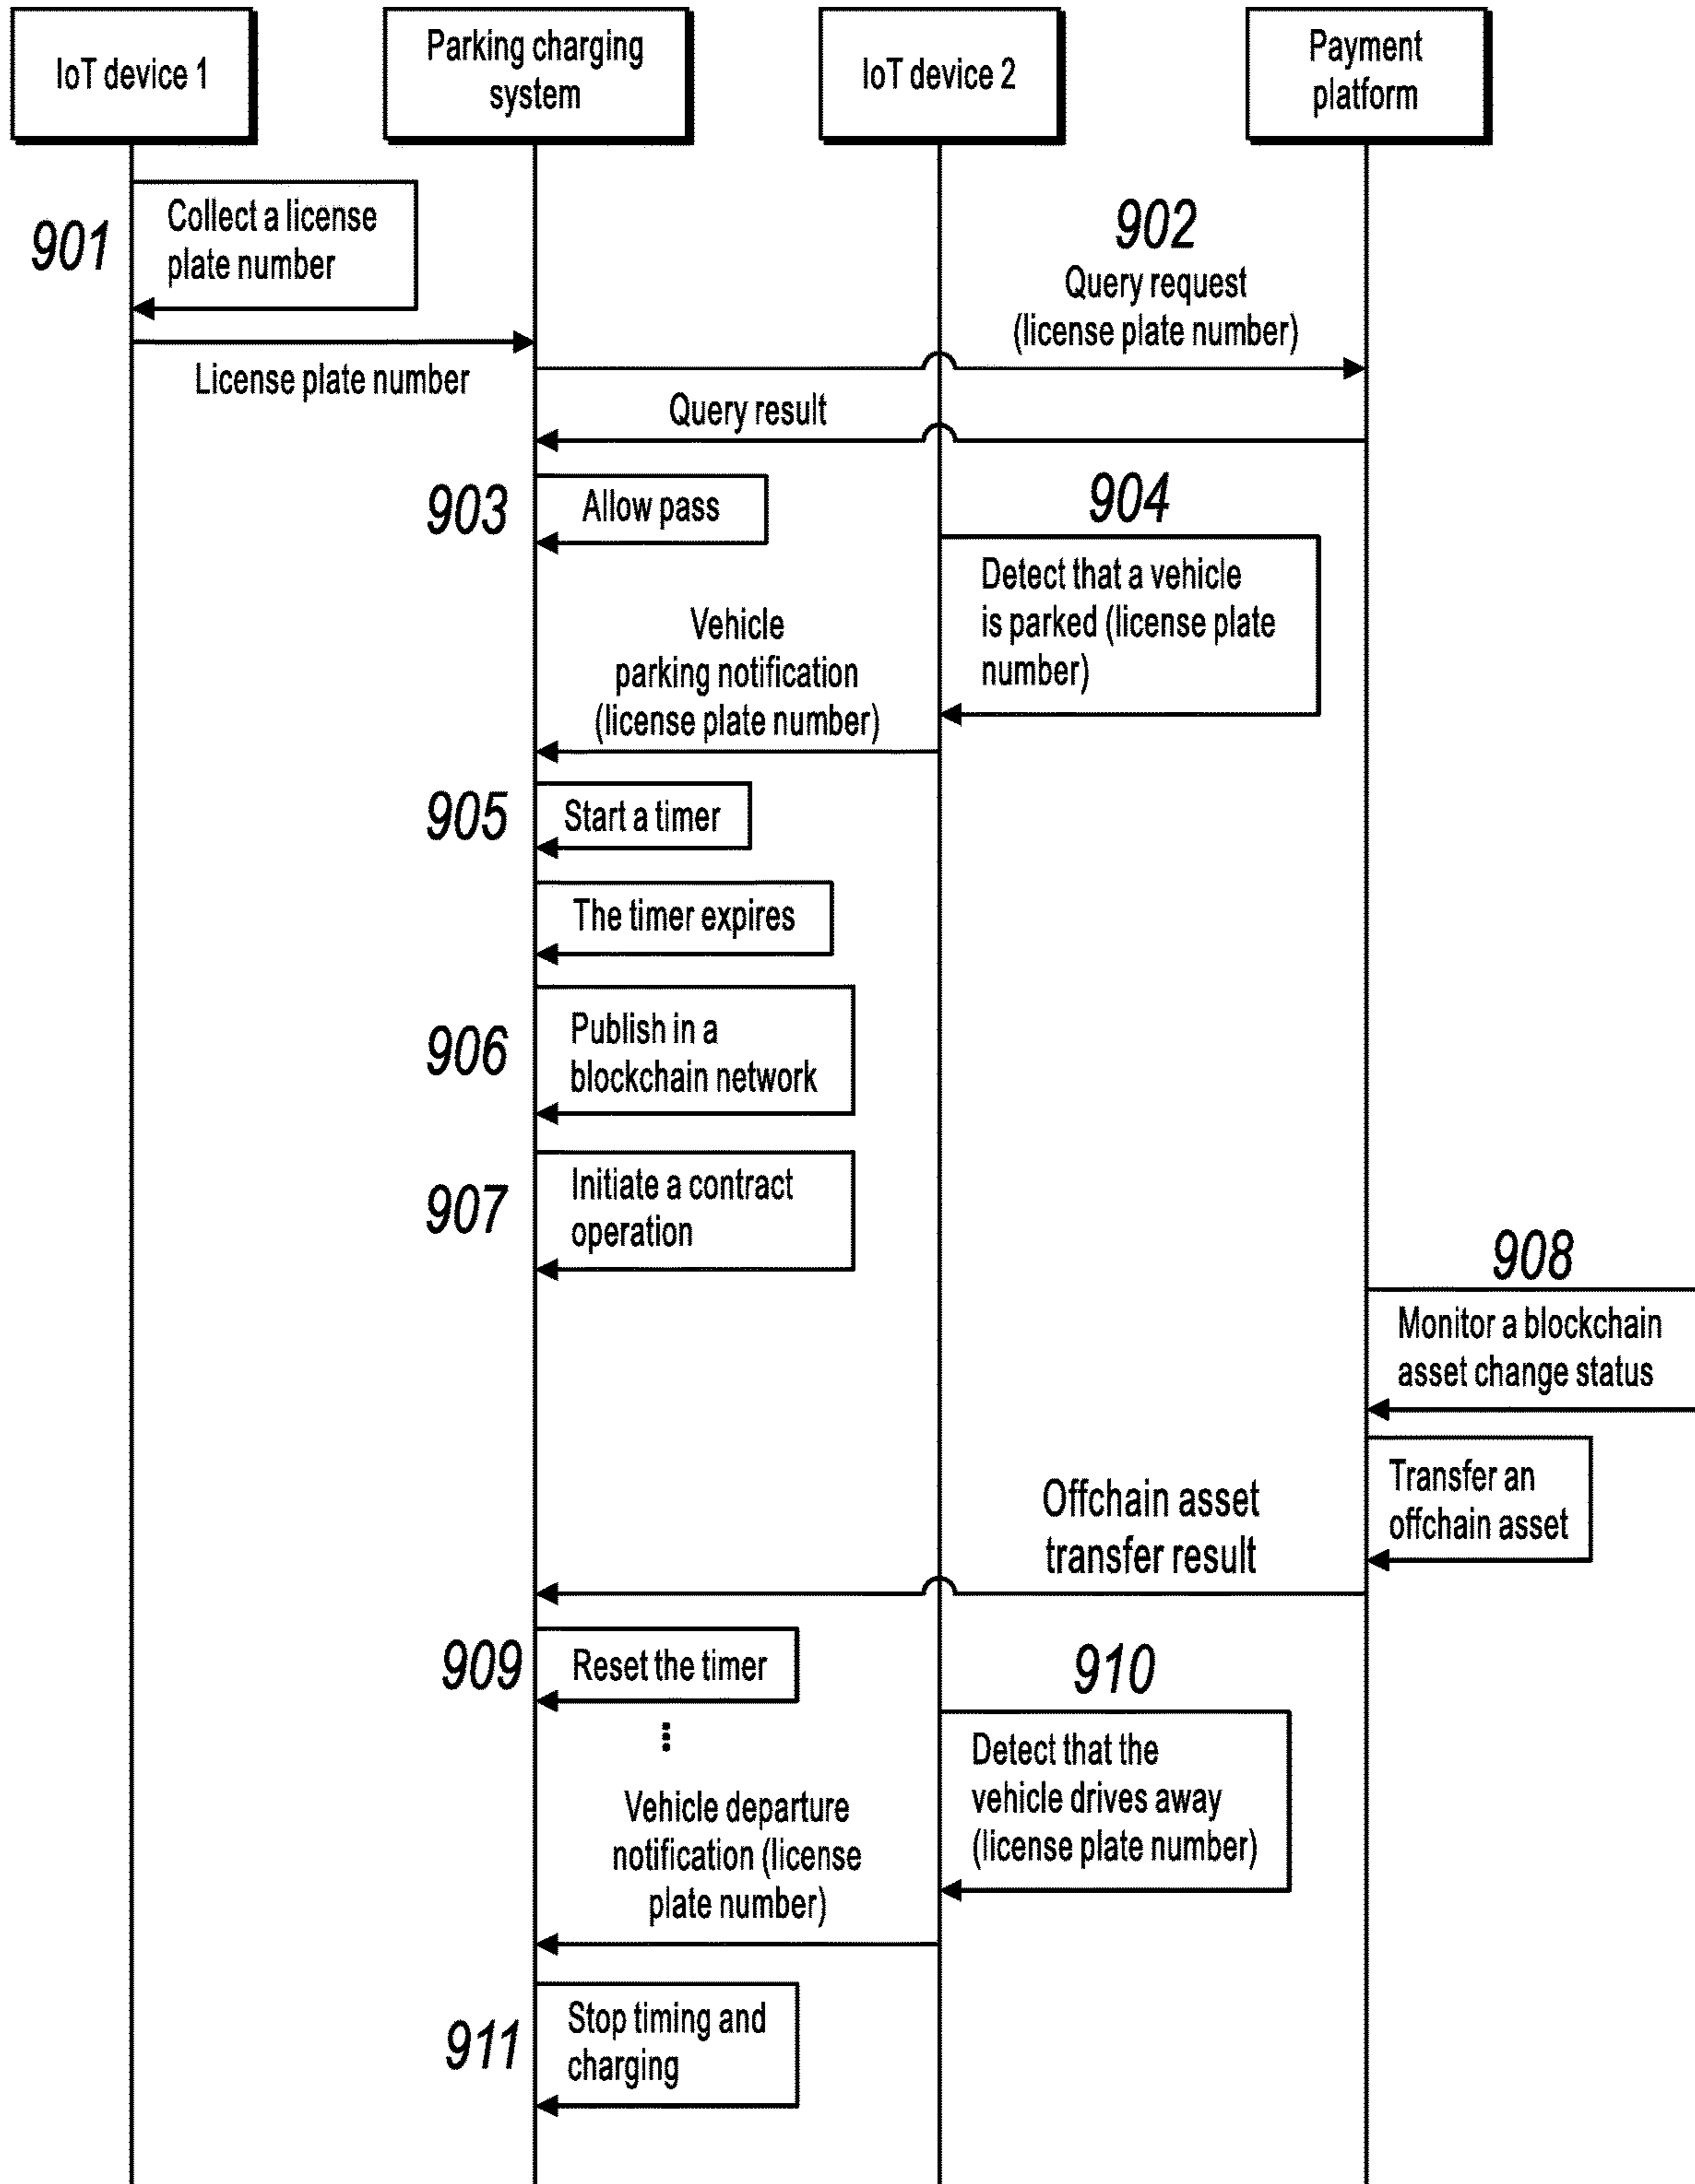 IoT device 1
Parking charging
system
IoT device 2
Payment
platform
901
Collect a license
plate number
902
Query request
(license plate number)
License plate number
Query result
903
Allow pass
904
Detect that a vehicle
is parked (license plate
number)
Vehicle
parking notification
(license plate number)
905
Start a timer
The timer expires
906
Publish in a
blockchain network
907
Initiate a contract
operation
908
Monitor a blockchain
asset change status
Transfer an
offchain asset
Offchain asset
transfer result
909
Reset the timer
910
Detect that the
vehicle drives away
(license plate number)
Vehicle departure
notification (license
plate number)
911
Stop timing and
charging